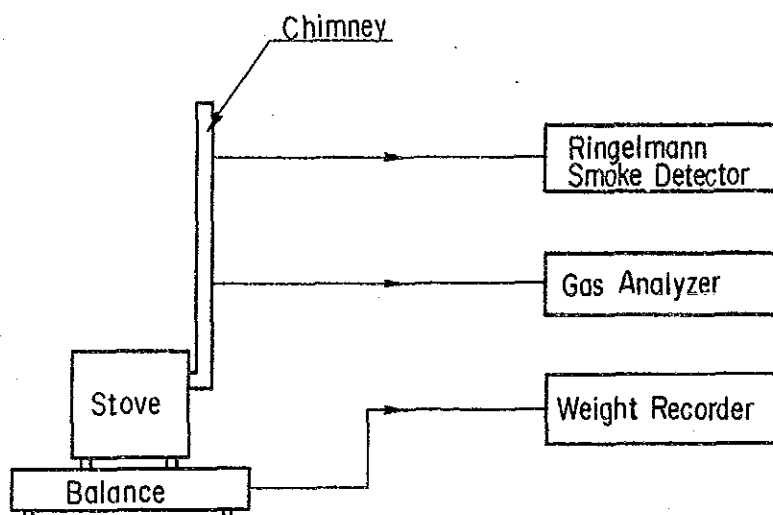 Chimney
Ringelmann
Smoke Detector
Gas Analyzer
Stove
Weight Recorder
Balance